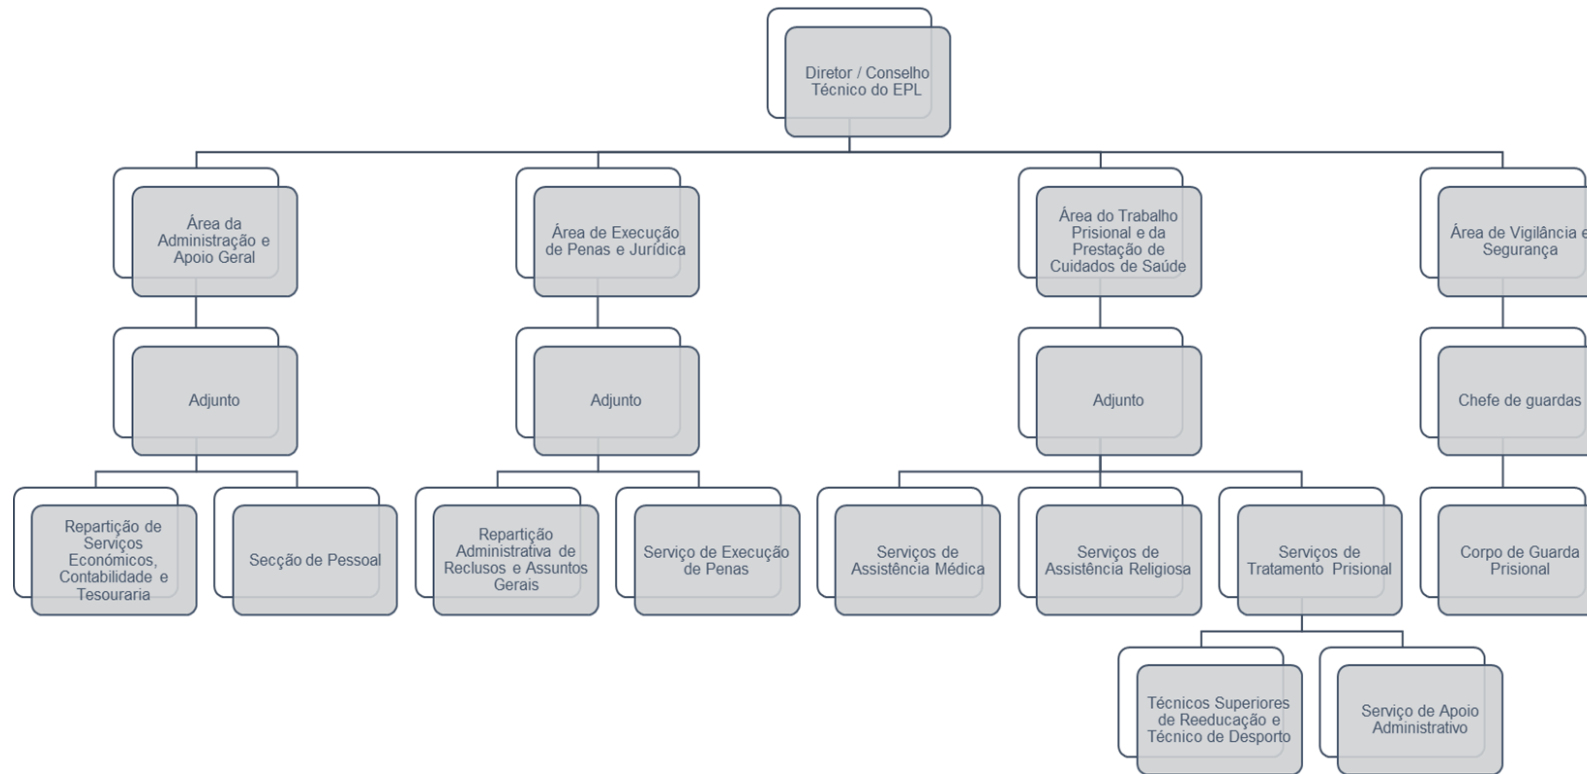 Diretor / Conselho
Técnico do EPL
Área da
Administração e
Apoio Geral
Área de Execução
de Penas e Jurídica
Área do Trabalho
Prisional e da
Prestação de
Cuidados de Saúde
Área de Vigilância e
Segurança
Adjunto
Adjunto
Adjunto
Chefe de guardas
Repartição de
Serviços
Económicos,
Contabilidade e
Tesouraria
Secção de Pessoal
Repartição
Administrativa de
Reclusos e Assuntos
Gerais
Serviço de Execução
de Penas
Serviços de
Assistência Médica
Serviços de
Assistência Religiosa
Serviços de
Tratamento Prisional
Corpo de Guarda
Prisional
Técnicos Superiores
de Reeducação e
Técnico de Desporto
Serviço de Apoio
Administrativo